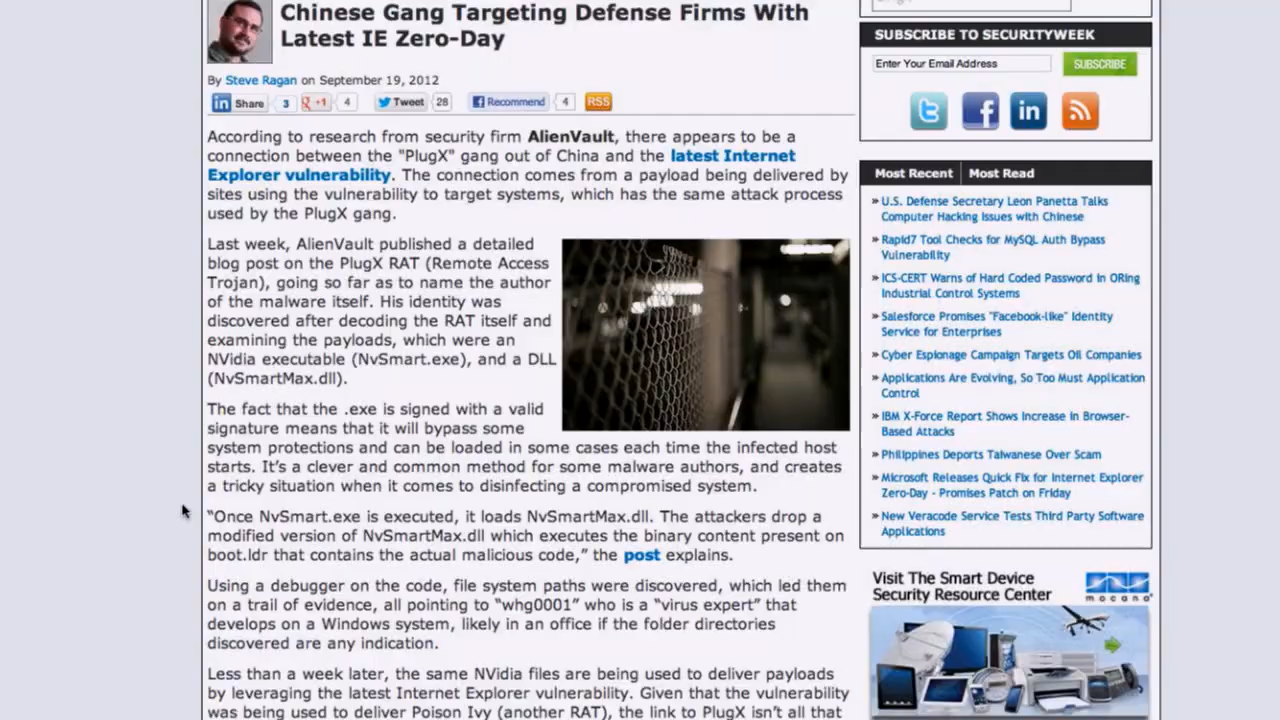 Chinese Gang Targeting Defense Firms With
Latest IE Zero-Day
By Steve Ragan on September 19, 2012
Share 3 +1 4 Tweet 28 Recommend 4 RSS
According to research from security firm AlienVault, there appears to be a
connection between the "PlugX" gang out of China and the latest Internet
Explorer vulnerability. The connection comes from a payload being delivered by
sites using the vulnerability to target systems, which has the same attack process
used by the PlugX gang.
Last week, AlienVault published a detailed
blog post on the PlugX RAT (Remote Access
Trojan), going so far as to name the author
of the malware itself. His identity was
discovered after decoding the RAT itself and
examining the payloads, which were an
NVidia executable (NvSmart.exe), and a DLL
(NvSmartMax.dll).
The fact that the .exe is signed with a valid
signature means that it will bypass some
system protections and can be loaded in some cases each time the infected host
starts. It's a clever and common method for some malware authors, and creates
a tricky situation when it comes to disinfecting a compromised system.
“Once NvSmart.exe is executed, it loads NvSmartMax.dll. The attackers drop a
modified version of NvSmartMax.dll which executes the binary content present on
boot.ldr that contains the actual malicious code,” the post explains.
Using a debugger on the code, file system paths were discovered, which led them
on a trail of evidence, all pointing to “whg0001” who is a “virus expert” that
develops on a Windows system, likely in an office if the folder directories
discovered are any indication.
Less than a week later, the same NVidia files are being used to deliver payloads
by leveraging the latest Internet Explorer vulnerability. Given that the vulnerability
was being used to deliver Poison Ivy (another RAT), the link to PlugX isn't all that
SUBSCRIBE TO SECURITYWEEK
Enter Your Email Address SUBSCRIBE
Most Recent Most Read
» U.S. Defense Secretary Leon Panetta Talks
Computer Hacking Issues with Chinese
» Rapid7 Tool Checks for MySQL Auth Bypass
Vulnerability
» ICS-CERT Warns of Hard Coded Password in ORing
Industrial Control Systems
» Salesforce Promises "Facebook-like" Identity
Service for Enterprises
» Cyber Espionage Campaign Targets Oil Companies
» Applications Are Evolving, So Too Must Application
Control
» IBM X-Force Report Shows Increase in Browser-
Based Attacks
» Philippines Deports Taiwanese Over Scam
» Microsoft Releases Quick Fix for Internet Explorer
Zero-Day - Promises Patch on Friday
» New Veracode Service Tests Third Party Software
Applications
Visit The Smart Device
Security Resource Center
mocana